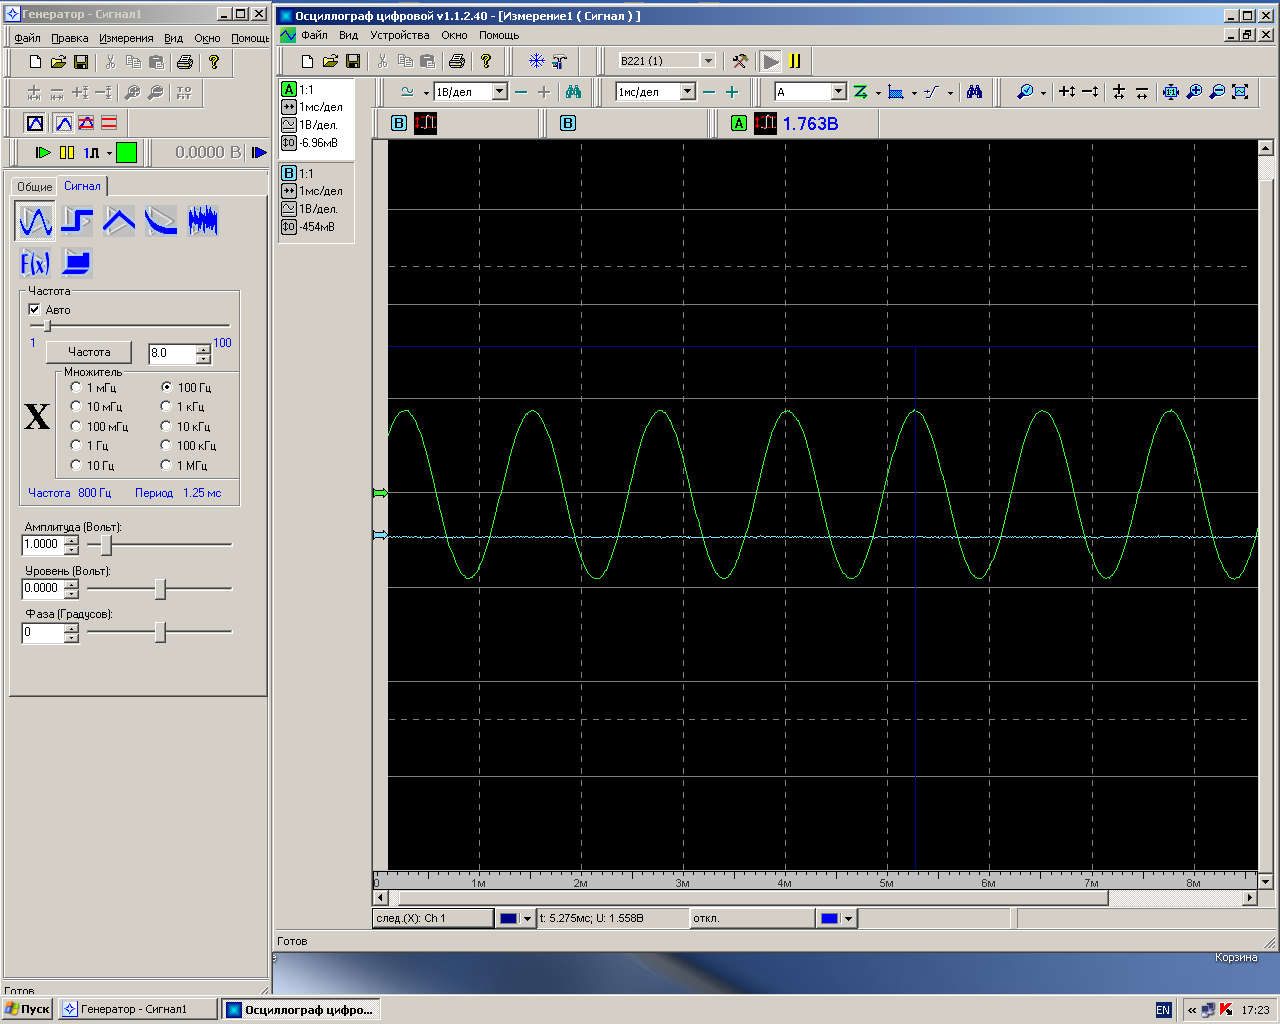 Генератор - Сигнал1
Файл Правка Измерения Вид Окно Помощь
0.0000 В
Общие Сигнал
F(x)
Частота
Авто
1 100
Частота 8.0
Множитель
X
1 мГц 100 Гц
10 мГц 1 кГц
100 мГц 10 кГц
1 Гц 100 кГц
10 Гц 1 МГц
Частота 800 Гц Период 1.25 мс
Амплитуда (Вольт):
1.0000
Уровень (Вольт):
0.0000
Фаза (Градусов):
0
Готов
Осциллограф цифровой v1.1.2.40 - [Измерение1 ( Сигнал ) ]
Файл Вид Устройства Окно Помощь
B221 (1)
A 1:1
1мс/дел
1В/дел.
-6.96мВ
B 1:1
1мс/дел
1В/дел.
-454мВ
1В/дел 1мс/дел A
B B A 1.763В
0 1м 2м 3м 4м 5м 6м 7м 8м
след.(X): Ch 1 t: 5.275мс; U: 1.558В откл.
Готов
Корзина
Пуск Генератор - Сигнал1 Осциллограф цифро... EN « 17:23